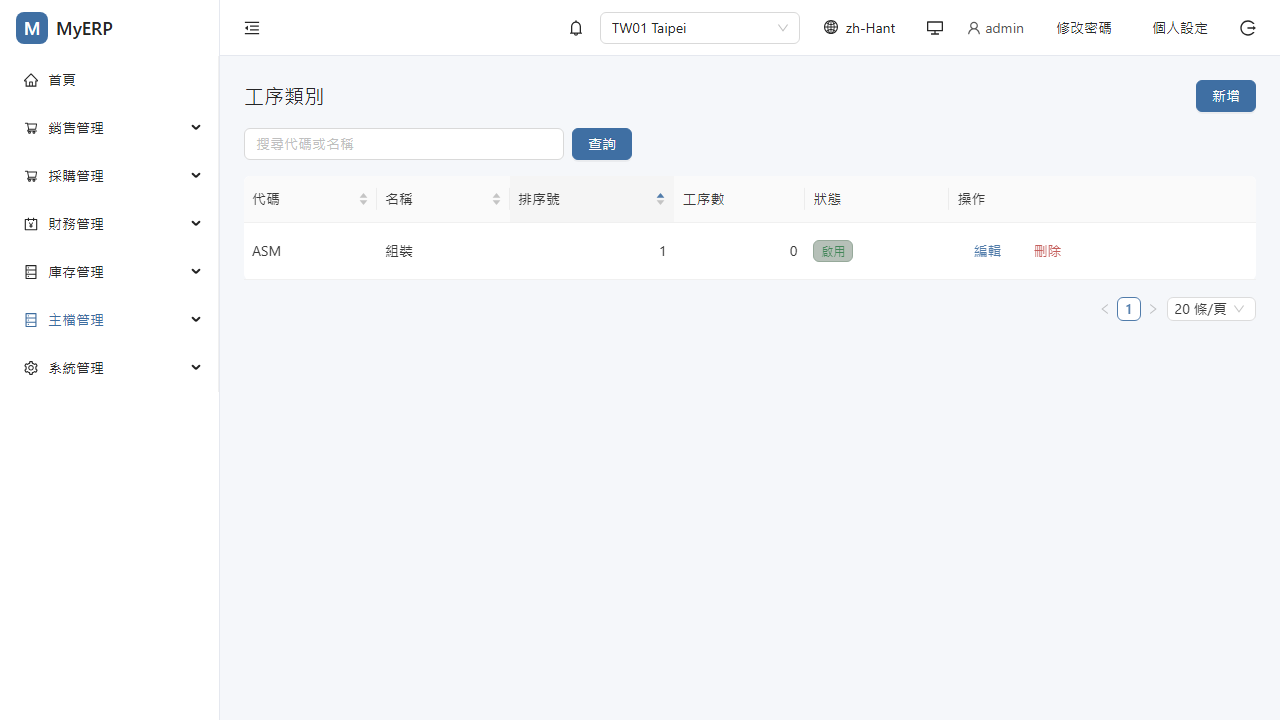 M MyERP
TW01 Taipei
zh-Hant
admin
修改密碼
個人設定
首頁
銷售管理
採購管理
財務管理
庫存管理
主檔管理
系統管理
工序類別
新增
搜尋代碼或名稱
查詢
代碼 名稱 排序號 工序數 狀態 操作
ASM 組裝 1 0 啟用 編輯 刪除
1 20 條/頁